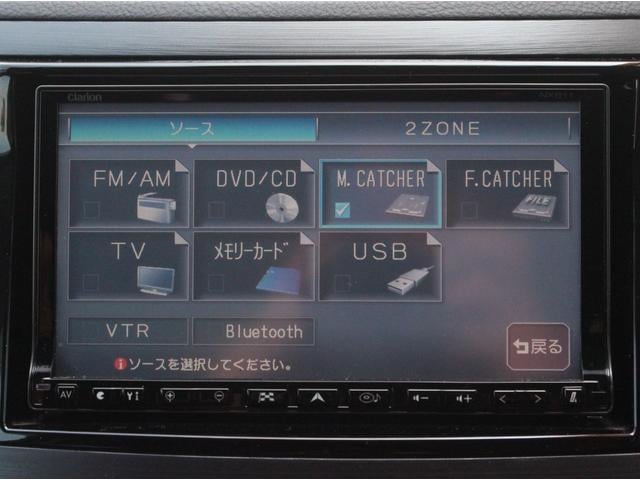 Clarion NX811
ソース 2ZONE
FM/AM DVD/CD M.CATCHER F.CATCHER
FILE
TV メモリーカード USB
VTR Bluetooth
戻る
ソースを選択してください。
AV